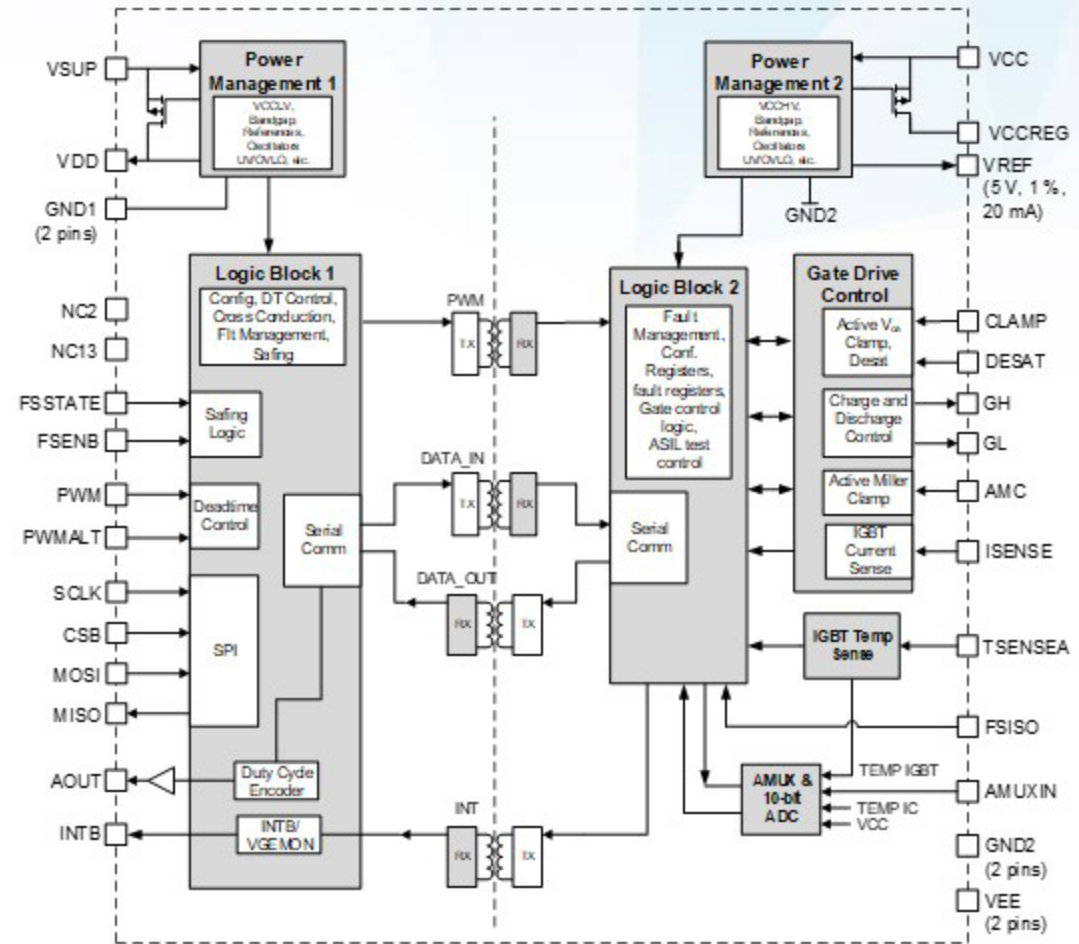 VSUP
VDD
GND1
(2 pins)
NC2
NC13
FSSTATE
FSENB
PWM
PWMALT
SCLK
CSB
MOSI
MISO
AOUT
INTB
Power
Management 1
VCCLV,
Bandgap,
References,
Oscillators
UV/OVLO, etc.
Logic Block 1
Config, DT Control,
Cross Conduction,
Flt Management,
Safing
Safing
Logic
Deadtime
Control
Serial
Comm
SPI
Duty Cycle
Encoder
INTB/
VGEMON
PWM
TX
RX
DATA_IN
TX
RX
DATA_OUT
RX
TX
INT
RX
TX
Power
Management 2
VCCHV,
Bandgap,
References,
Oscillators
UV/OVLO, etc.
GND2
Logic Block 2
Fault
Management,
Conf.
Registers,
fault registers,
Gate control
logic,
ASIL test
control
Serial
Comm
Gate Drive
Control
Active VCE
Clamp,
Desat
Charge and
Discharge
Control
Active Miller
Clamp
IGBT
Current
Sense
IGBT Temp
Sense
AMUX &
10-bit
ADC
TEMP IGBT
TEMP IC
VCC
VCC
VCCREG
VREF
(5 V, 1 %,
20 mA)
CLAMP
DESAT
GH
GL
AMC
ISENSE
TSENSEA
FSISO
AMUXIN
GND2
(2 pins)
VEE
(2 pins)